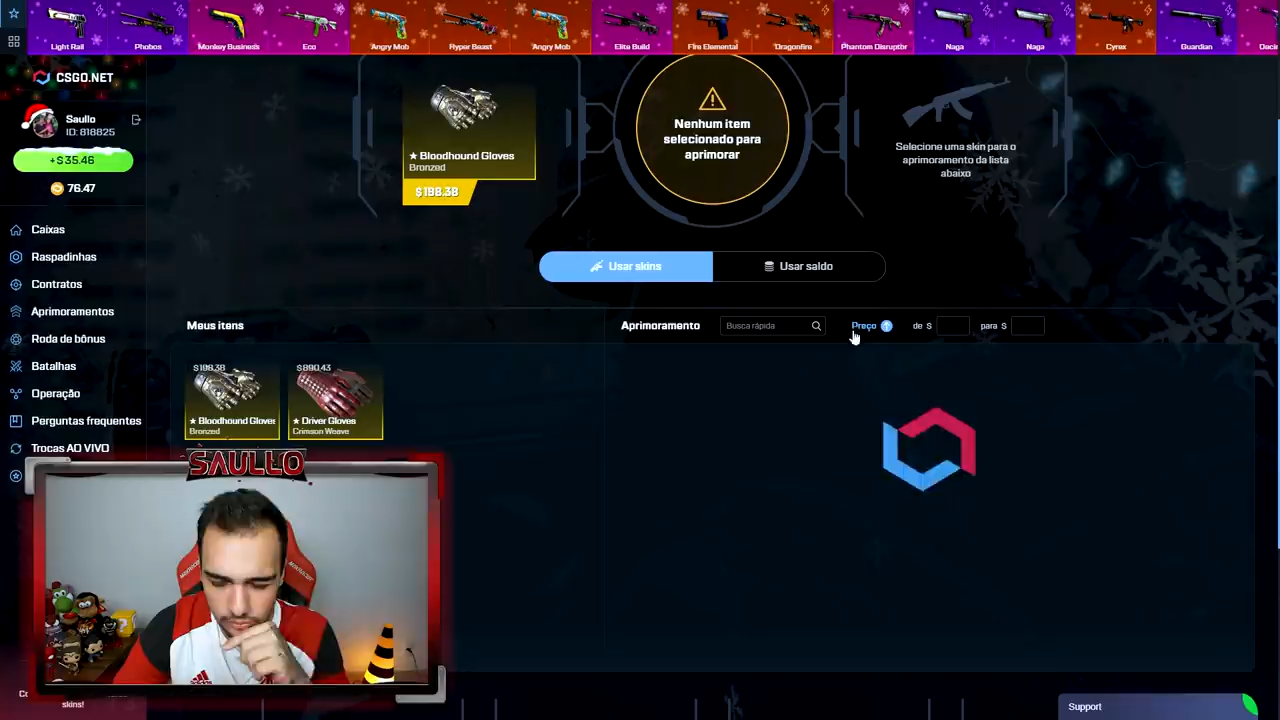 Light Rail
Phobos
Monkey Business
Eco
Angry Mob
Hyper Beast
Angry Mob
Elite Build
Fire Elemental
Dragonfire
Phantom Disruptor
Naga
Naga
Cyrex
Guardian
CSGO.NET
Saullo
ID: 818825
+$35.46
76.47
Caixas
Raspadinhas
Contratos
Aprimoramentos
Roda de bônus
Batalhas
Operação
Perguntas frequentes
Trocas AO VIVO
skins!
★ Bloodhound Gloves
Bronzed
$198.38
Nenhum item
selecionado para
aprimorar
Selecione uma skin para o
aprimoramento da lista
abaixo
Usar skins
Usar saldo
Meus itens
Aprimoramento
Busca rápida
Preço
de $
para $
$198.38
★ Bloodhound Gloves
Bronzed
$890.43
★ Driver Gloves
Crimson Weave
SAULLO
Support